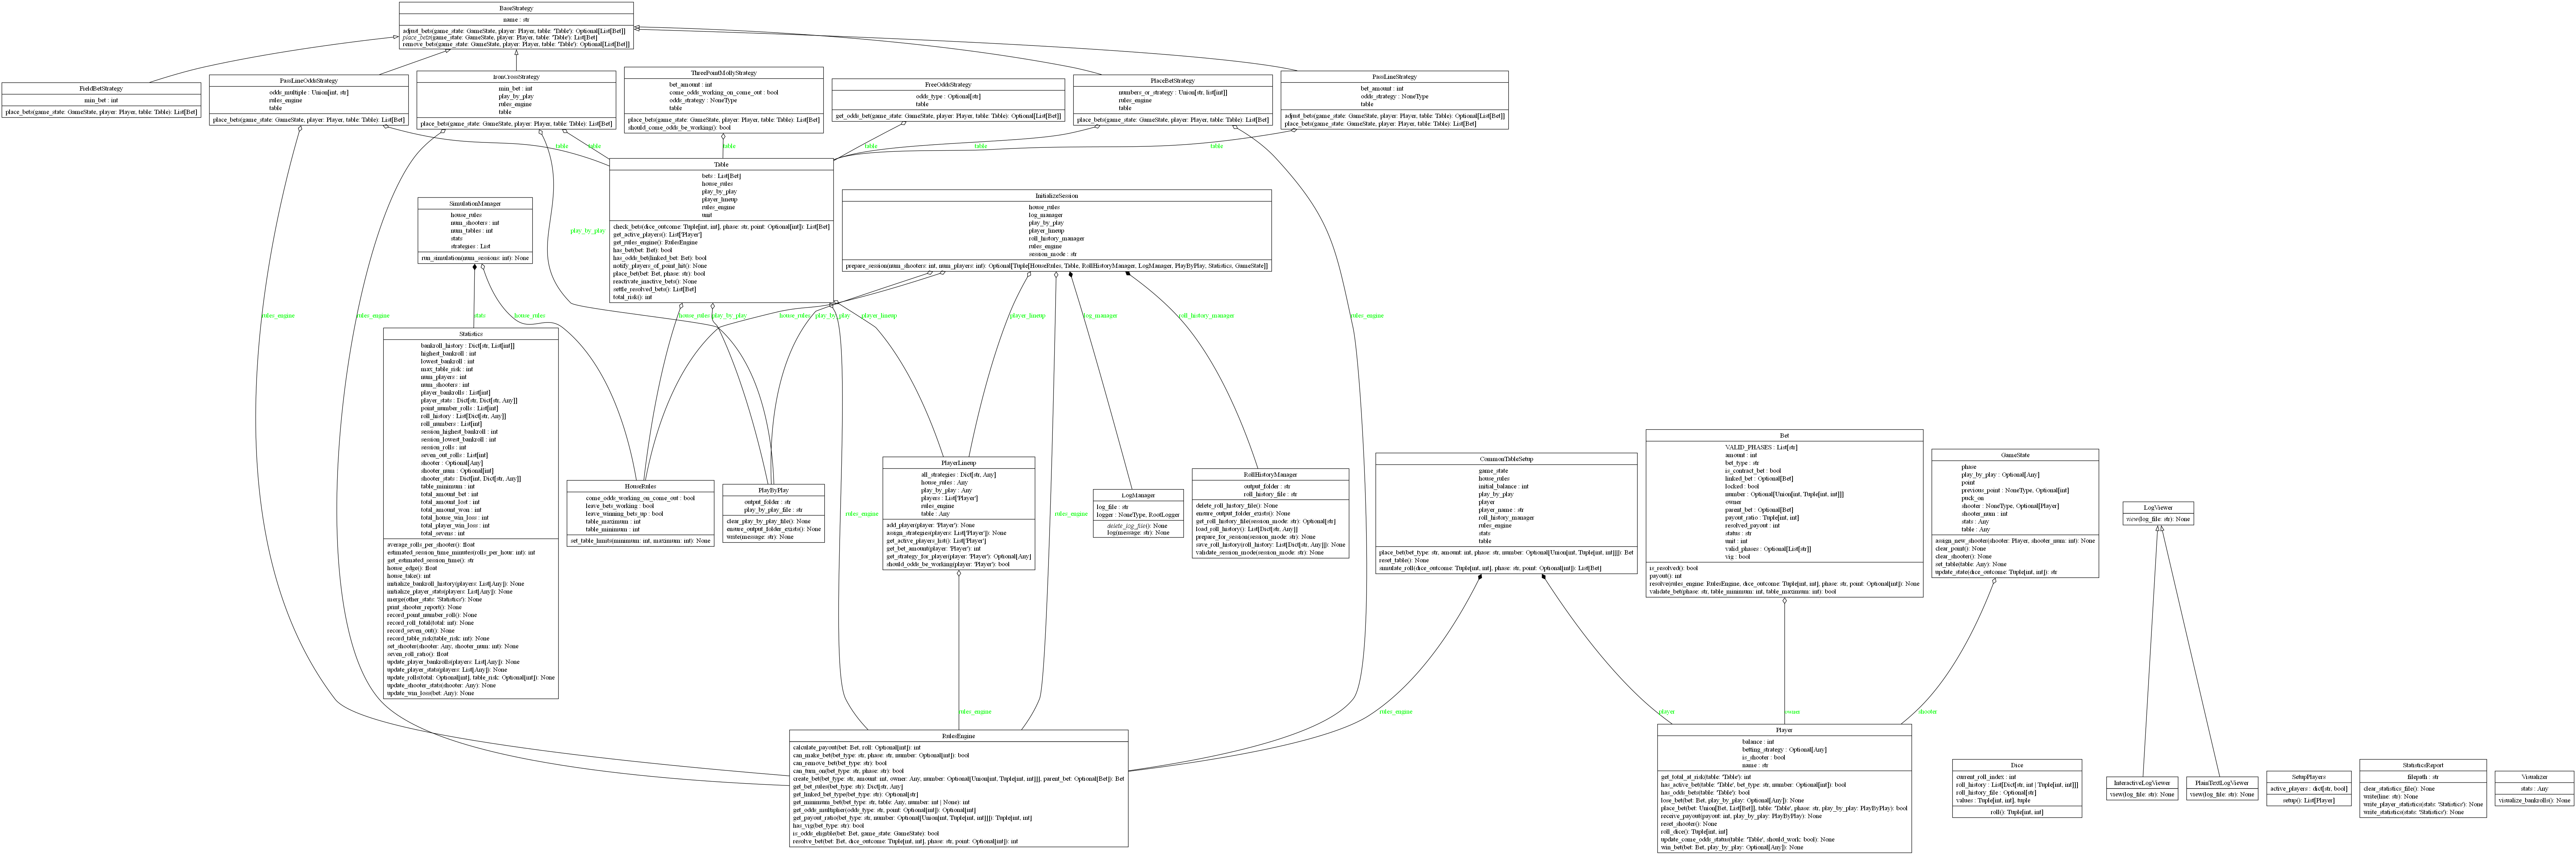 BaseStrategy
name : str
adjust_bets(game_state: GameState, player: Player, table: 'Table'): Optional[List[Bet]]
place_bets(game_state: GameState, player: Player, table: 'Table'): List[Bet]
remove_bets(game_state: GameState, player: Player, table: 'Table'): Optional[List[Bet]]
FieldBetStrategy
min_bet : int
place_bets(game_state: GameState, player: Player, table: Table): List[Bet]
PassLineOddsStrategy
odds_multiple : Union[int, str]
rules_engine
table
place_bets(game_state: GameState, player: Player, table: Table): List[Bet]
IronCrossStrategy
min_bet : int
play_by_play
rules_engine
table
place_bets(game_state: GameState, player: Player, table: Table): List[Bet]
ThreePointMollyStrategy
bet_amount : int
come_odds_working_on_come_out : bool
odds_strategy : NoneType
table
place_bets(game_state: GameState, player: Player, table: Table): List[Bet]
should_come_odds_be_working(): bool
FreeOddsStrategy
odds_type : Optional[str]
table
get_odds_bets(game_state: GameState, player: Player, table: Table): Optional[List[Bet]]
PlaceBetStrategy
numbers_or_strategy : Union[str, list[int]]
rules_engine
table
place_bets(game_state: GameState, player: Player, table: Table): List[Bet]
PassLineStrategy
bet_amount : int
odds_strategy : NoneType
table
adjust_bets(game_state: GameState, player: Player, table: Table): Optional[List[Bet]]
place_bets(game_state: GameState, player: Player, table: Table): List[Bet]
table
table
table
table
table
table
Table
bets : List[Bet]
house_rules
play_by_play
player_lineup
rules_engine
unit
check_bets(dice_outcome: Tuple[int, int], phase: str, point: Optional[int]): List[Bet]
get_active_players(): List['Player']
get_rules_engine(): RulesEngine
has_bet(bet: Bet): bool
has_odds_bet(linked_bet: Bet): bool
notify_players_of_point_hit(): None
place_bet(bet: Bet, phase: str): bool
reactivate_inactive_bets(): None
settle_resolved_bets(): List[Bet]
total_risk(): int
SimulationManager
house_rules
num_shooters : int
num_tables : int
stats
strategies : List
run_simulation(num_sessions: int): None
InitializeSession
house_rules
log_manager
play_by_play
player_lineup
roll_history_manager
rules_engine
session_mode : str
prepare_session(num_shooters: int, num_players: int): Optional[Tuple[HouseRules, Table, RollHistoryManager, LogManager, PlayByPlay, Statistics, GameState]]
play_by_play
rules_engine
rules_engine
stats
house_rules
house_rules
play_by_play
house_rules
play_by_play
player_lineup
player_lineup
log_manager
roll_history_manager
rules_engine
Statistics
bankroll_history : Dict[str, List[int]]
highest_bankroll : int
lowest_bankroll : int
max_table_risk : int
num_players : int
num_shooters : int
player_bankrolls : List[int]
player_stats : Dict[str, Dict[str, Any]]
point_number_rolls : List[int]
roll_history : List[Dict[str, Any]]
roll_numbers : List[int]
session_highest_bankroll : int
session_lowest_bankroll : int
session_rolls : int
seven_out_rolls : List[int]
shooter : Optional[Any]
shooter_num : Optional[int]
shooter_stats : Dict[int, Dict[str, Any]]
table_minimum : int
total_amount_bet : int
total_amount_lost : int
total_amount_won : int
total_house_win_loss : int
total_player_win_loss : int
total_sevens : int
average_rolls_per_shooter(): float
estimated_session_time_minutes(rolls_per_hour: int): int
get_estimated_session_time(): str
house_edge(): float
house_take(): int
initialize_bankroll_history(players: List[Any]): None
initialize_player_stats(players: List[Any]): None
merge(other_stats: 'Statistics'): None
print_shooter_report(): None
record_point_number_roll(): None
record_roll_total(total: int): None
record_seven_out(): None
record_table_risk(table_risk: int): None
set_shooter(shooter: Any, shooter_num: int): None
seven_roll_ratio(): float
update_player_bankrolls(players: List[Any]): None
update_player_stats(players: List[Any]): None
update_rolls(total: Optional[int], table_risk: Optional[int]): None
update_shooter_stats(shooter: Any): None
update_win_loss(bet: Any): None
HouseRules
come_odds_working_on_come_out : bool
leave_bets_working : bool
leave_winning_bets_up : bool
table_maximum : int
table_minimum : int
set_table_limits(minimum: int, maximum: int): None
PlayByPlay
output_folder : str
play_by_play_file : str
clear_play_by_play_file(): None
ensure_output_folder_exists(): None
write(message: str): None
PlayerLineup
all_strategies : Dict[str, Any]
house_rules : Any
play_by_play : Any
players : List['Player']
rules_engine
table : Any
add_player(player: 'Player'): None
assign_strategies(players: List['Player']): None
get_active_players_list(): List['Player']
get_bet_amount(player: 'Player'): int
get_strategy_for_player(player: 'Player'): Optional[Any]
should_odds_be_working(player: 'Player'): bool
LogManager
log_file : str
logger : NoneType, RootLogger
delete_log_file(): None
log(message: str): None
RollHistoryManager
output_folder : str
roll_history_file : str
delete_roll_history_file(): None
ensure_output_folder_exists(): None
get_roll_history_file(session_mode: str): Optional[str]
load_roll_history(): List[Dict[str, Any]]
prepare_for_session(session_mode: str): None
save_roll_history(roll_history: List[Dict[str, Any]]): None
validate_session_mode(session_mode: str): None
CommonTableSetup
game_state
house_rules
initial_balance : int
play_by_play
player
player_name : str
roll_history_manager
rules_engine
stats
table
place_bet(bet_type: str, amount: int, phase: str, number: Optional[Union[int, Tuple[int, int]]]): Bet
reset_table(): None
simulate_roll(dice_outcome: Tuple[int, int], phase: str, point: Optional[int]): List[Bet]
Bet
VALID_PHASES : List[str]
amount : int
bet_type : str
is_contract_bet : bool
linked_bet : Optional[Bet]
locked : bool
number : Optional[Union[int, Tuple[int, int]]]
owner
parent_bet : Optional[Bet]
payout_ratio : Tuple[int, int]
resolved_payout : int
status : str
unit : int
valid_phases : Optional[List[str]]
vig : bool
is_resolved(): bool
payout(): int
resolve(rules_engine: RulesEngine, dice_outcome: Tuple[int, int], phase: str, point: Optional[int]): None
validate_bet(phase: str, table_minimum: int, table_maximum: int): bool
GameState
phase
play_by_play : Optional[Any]
point
previous_point : NoneType, Optional[int]
puck_on
shooter : NoneType, Optional[Player]
shooter_num : int
stats : Any
table : Any
assign_new_shooter(shooter: Player, shooter_num: int): None
clear_point(): None
clear_shooter(): None
set_table(table: Any): None
update_state(dice_outcome: Tuple[int, int]): str
LogViewer
view(log_file: str): None
rules_engine
rules_engine
rules_engine
rules_engine
player
owner
shooter
RulesEngine
calculate_payout(bet: Bet, roll: Optional[int]): int
can_make_bet(bet_type: str, phase: str, number: Optional[int]): bool
can_remove_bet(bet_type: str): bool
can_turn_on(bet_type: str, phase: str): bool
create_bet(bet_type: str, amount: int, owner: Any, number: Optional[Union[int, Tuple[int, int]]], parent_bet: Optional[Bet]): Bet
get_bet_rules(bet_type: str): Dict[str, Any]
get_linked_bet_type(bet_type: str): Optional[str]
get_minimum_bet(bet_type: str, table: Any, number: int | None): int
get_odds_multiplier(odds_type: str, point: Optional[int]): Optional[int]
get_payout_ratio(bet_type: str, number: Optional[Union[int, Tuple[int, int]]]): Tuple[int, int]
has_vig(bet_type: str): bool
is_odds_eligible(bet: Bet, game_state: GameState): bool
resolve_bet(bet: Bet, dice_outcome: Tuple[int, int], phase: str, point: Optional[int]): int
Player
balance : int
betting_strategy : Optional[Any]
is_shooter : bool
name : str
get_total_at_risk(table: 'Table'): int
has_active_bet(table: 'Table', bet_type: str, number: Optional[int]): bool
has_odds_bets(table: 'Table'): bool
lose_bet(bet: Bet, play_by_play: Optional[Any]): None
place_bet(bet: Union[Bet, List[Bet]], table: 'Table', phase: str, play_by_play: PlayByPlay): bool
receive_payout(payout: int, play_by_play: PlayByPlay): None
reset_shooter(): None
roll_dice(): Tuple[int, int]
update_come_odds_status(table: 'Table', should_work: bool): None
win_bet(bet: Bet, play_by_play: Optional[Any]): None
Dice
current_roll_index : int
roll_history : List[Dict[str, int | Tuple[int, int]]]
roll_history_file : Optional[str]
values : Tuple[int, int], tuple
roll(): Tuple[int, int]
InteractiveLogViewer
view(log_file: str): None
PlainTextLogViewer
view(log_file: str): None
SetupPlayers
active_players : dict[str, bool]
setup(): List[Player]
StatisticsReport
filepath : str
clear_statistics_file(): None
write(line: str): None
write_player_statistics(stats: 'Statistics'): None
write_statistics(stats: 'Statistics'): None
Visualizer
stats : Any
visualize_bankrolls(): None